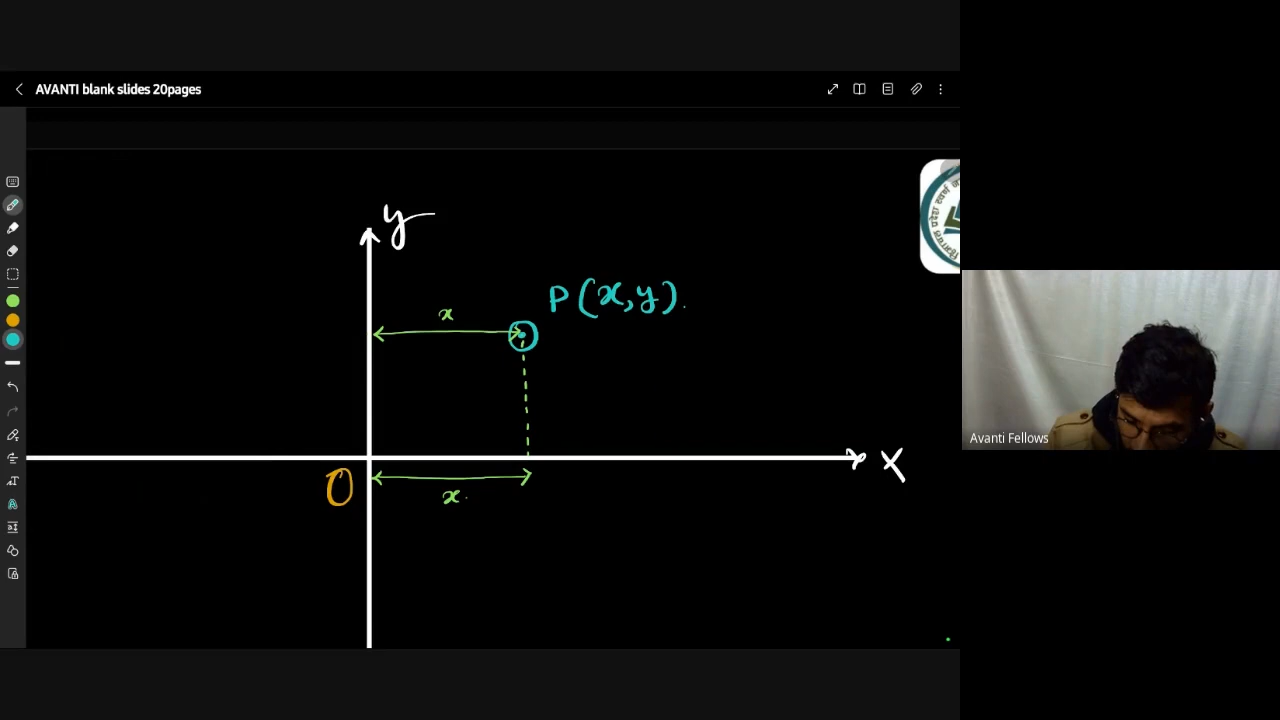 AVANTI blank slides 20pages
y
P(x,y).
x
X
O
x.
Avanti Fellows